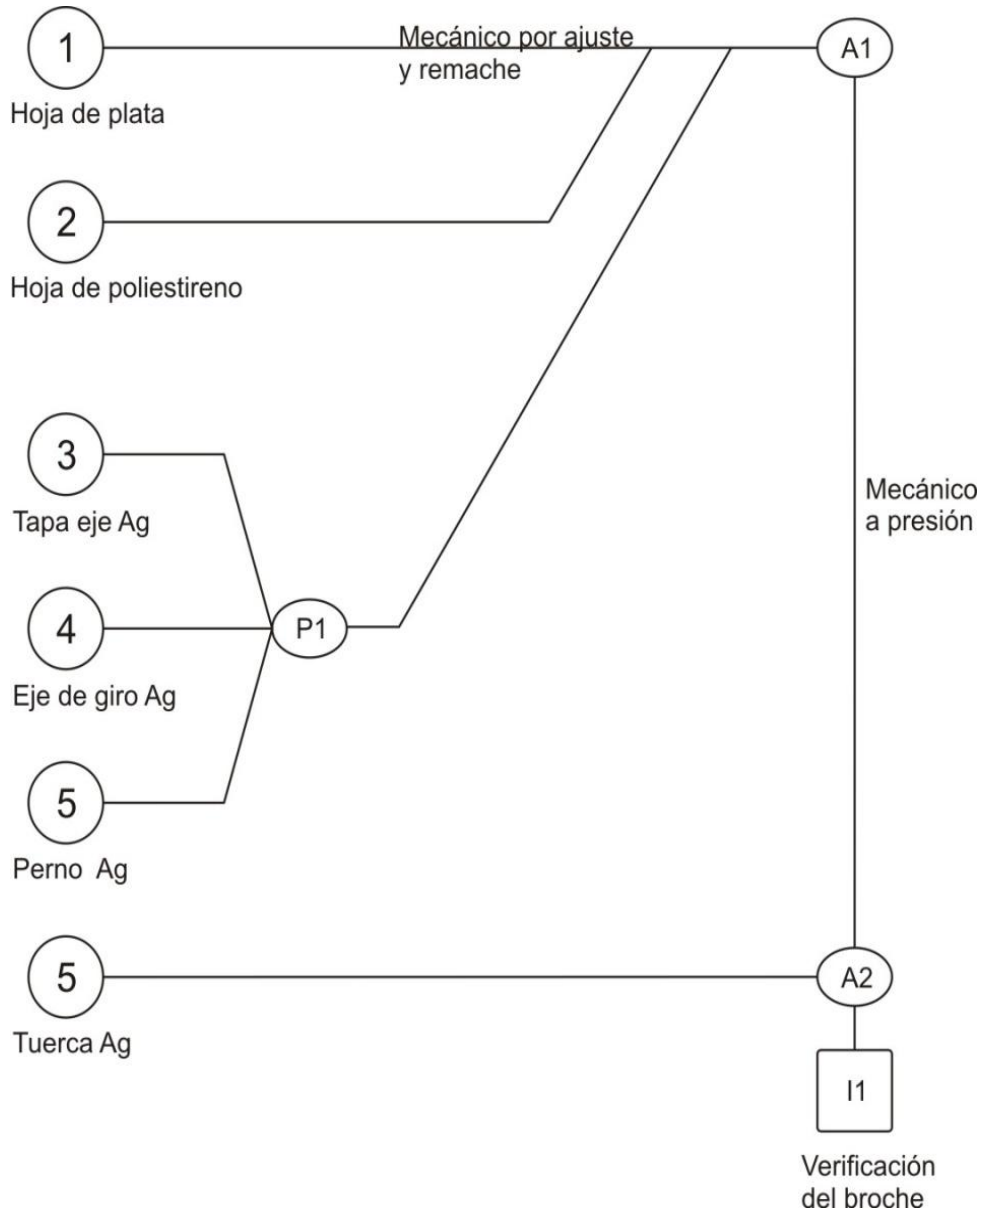 1
Mecánico por ajuste
y remache
A1
Hoja de plata
2
Hoja de poliestireno
3
Tapa eje Ag
Mecánico
a presión
4
P1
Eje de giro Ag
5
Perno Ag
5
A2
Tuerca Ag
I1
Verificación
del broche